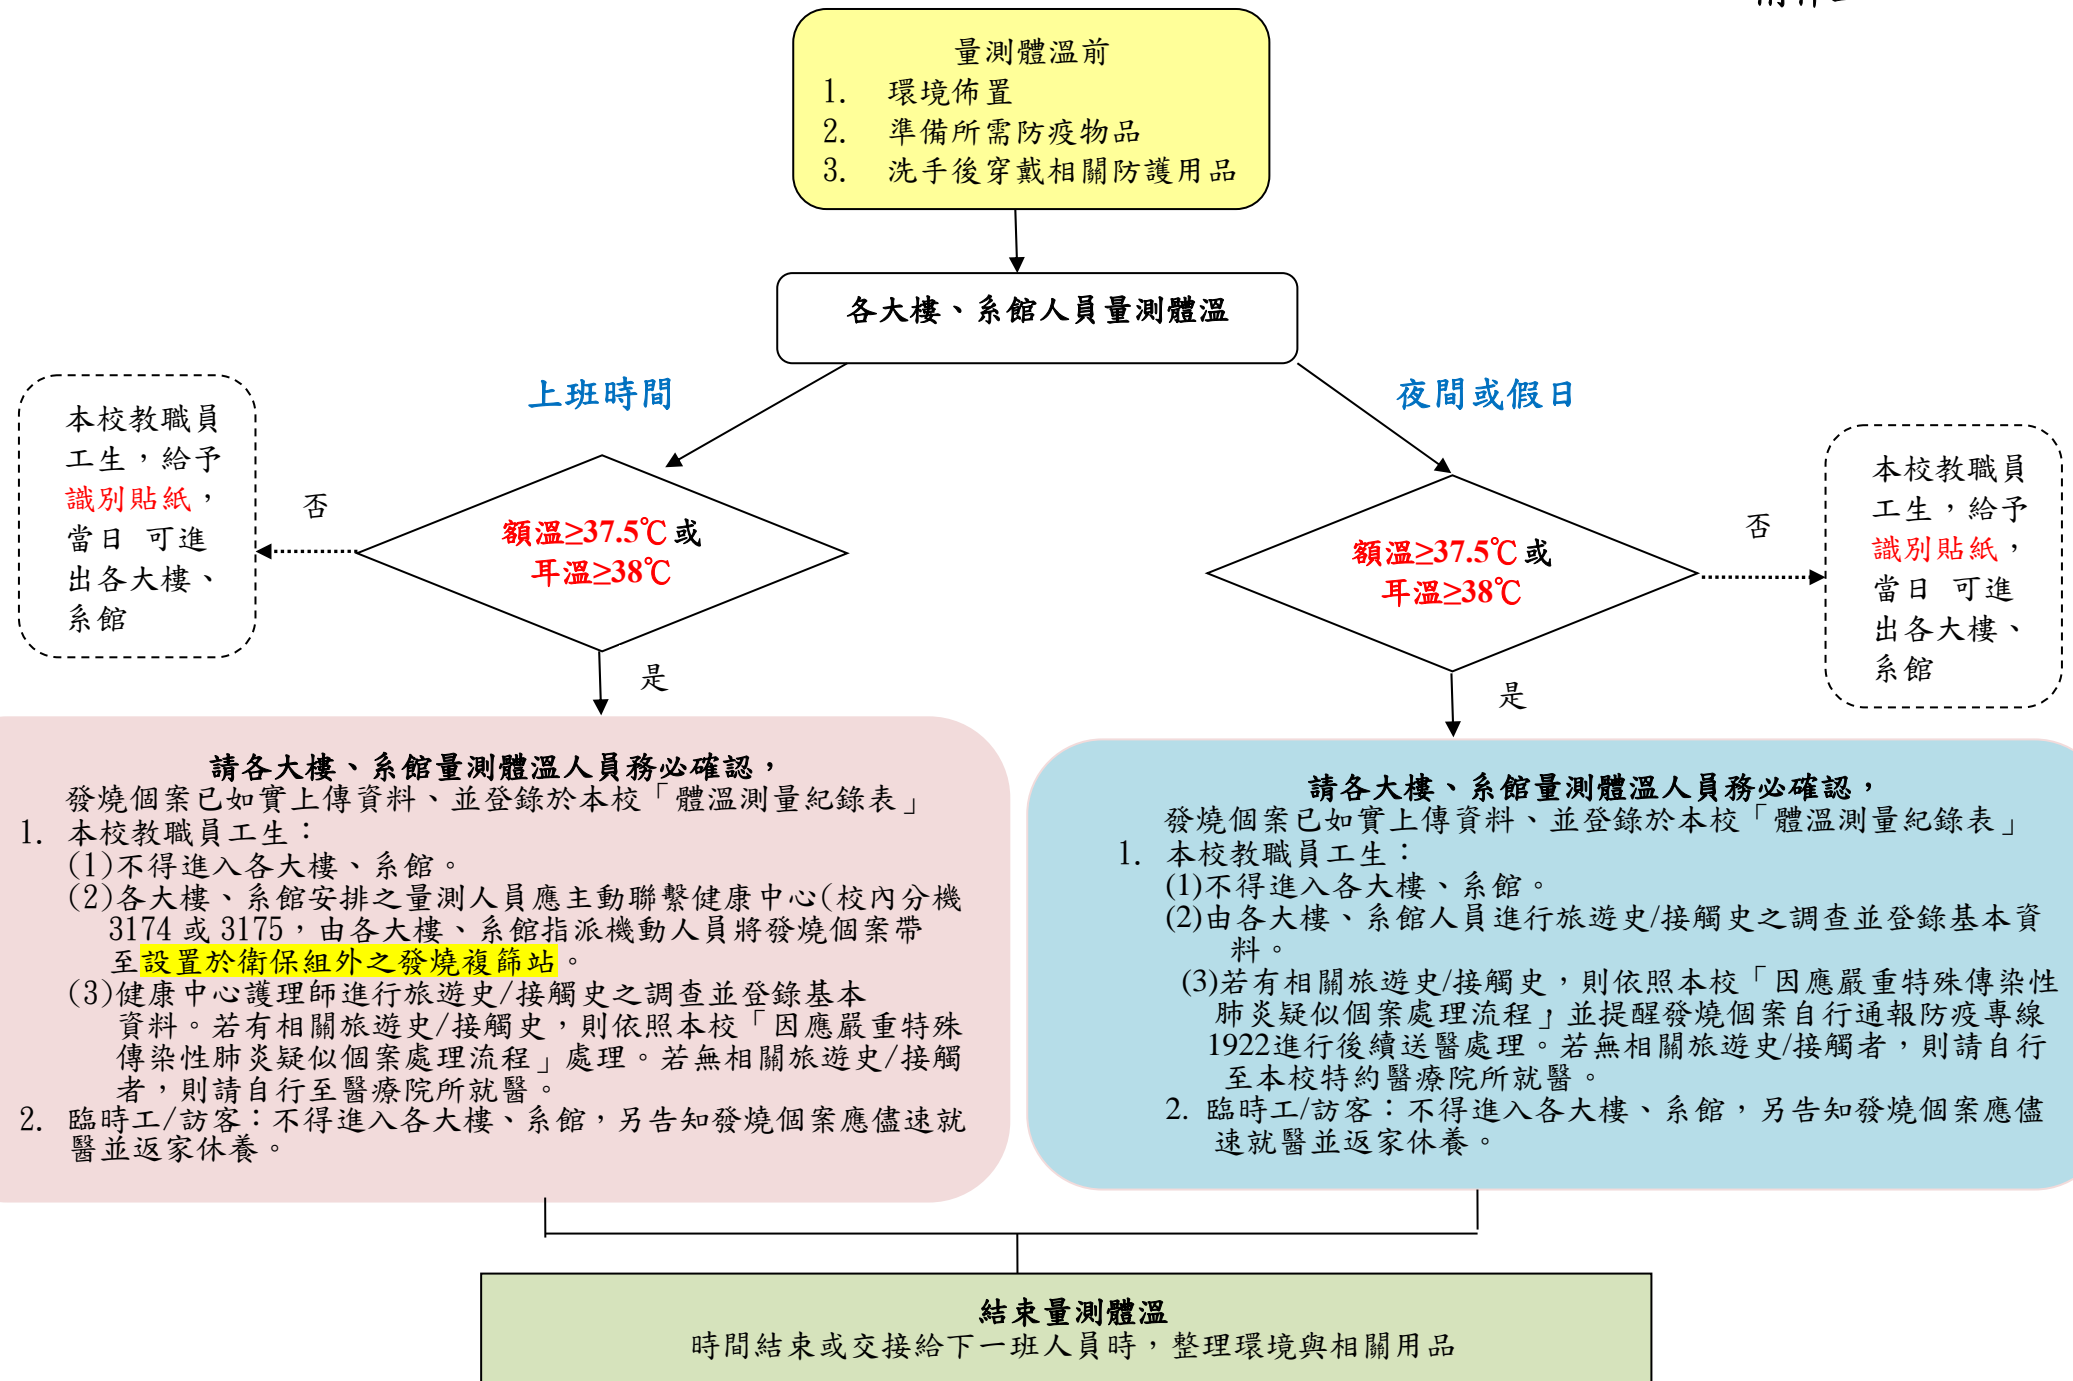 量測體溫前
1. 環境佈置
2. 準備所需防疫物品
3. 洗手後穿戴相關防護用品
各大樓、系館人員量測體溫
上班時間
夜間或假日
本校教職員
工生，給予
識別貼紙，
當日 可進
出各大樓、
系館
否
額溫≥37.5℃或
耳溫≥38℃
是
額溫≥37.5℃或
耳溫≥38℃
否
是
本校教職員
工生，給予
識別貼紙，
當日 可進
出各大樓、
系館
請各大樓、系館量測體溫人員務必確認，
發燒個案已如實上傳資料、並登錄於本校「體溫測量紀錄表」
1. 本校教職員工生：
(1)不得進入各大樓、系館。
(2)各大樓、系館安排之量測人員應主動聯繫健康中心(校內分機
3174 或 3175，由各大樓、系館指派機動人員將發燒個案帶
至設置於衛保組外之發燒複篩站。
(3)健康中心護理師進行旅遊史/接觸史之調查並登錄基本
資料。若有相關旅遊史/接觸史，則依照本校「因應嚴重特殊
傳染性肺炎疑似個案處理流程」處理。若無相關旅遊史/接觸
者，則請自行至醫療院所就醫。
2. 臨時工/訪客：不得進入各大樓、系館，另告知發燒個案應儘速就
醫並返家休養。
請各大樓、系館量測體溫人員務必確認，
發燒個案已如實上傳資料、並登錄於本校「體溫測量紀錄表」
1. 本校教職員工生：
(1)不得進入各大樓、系館。
(2)由各大樓、系館人員進行旅遊史/接觸史之調查並登錄基本資
料。
(3)若有相關旅遊史/接觸史，則依照本校「因應嚴重特殊傳染性
肺炎疑似個案處理流程」，並提醒發燒個案自行通報防疫專線
1922進行後續送醫處理。若無相關旅遊史/接觸者，則請自行
至本校特約醫療院所就醫。
2. 臨時工/訪客：不得進入各大樓、系館，另告知發燒個案應儘
速就醫並返家休養。
結束量測體溫
時間結束或交接給下一班人員時，整理環境與相關用品